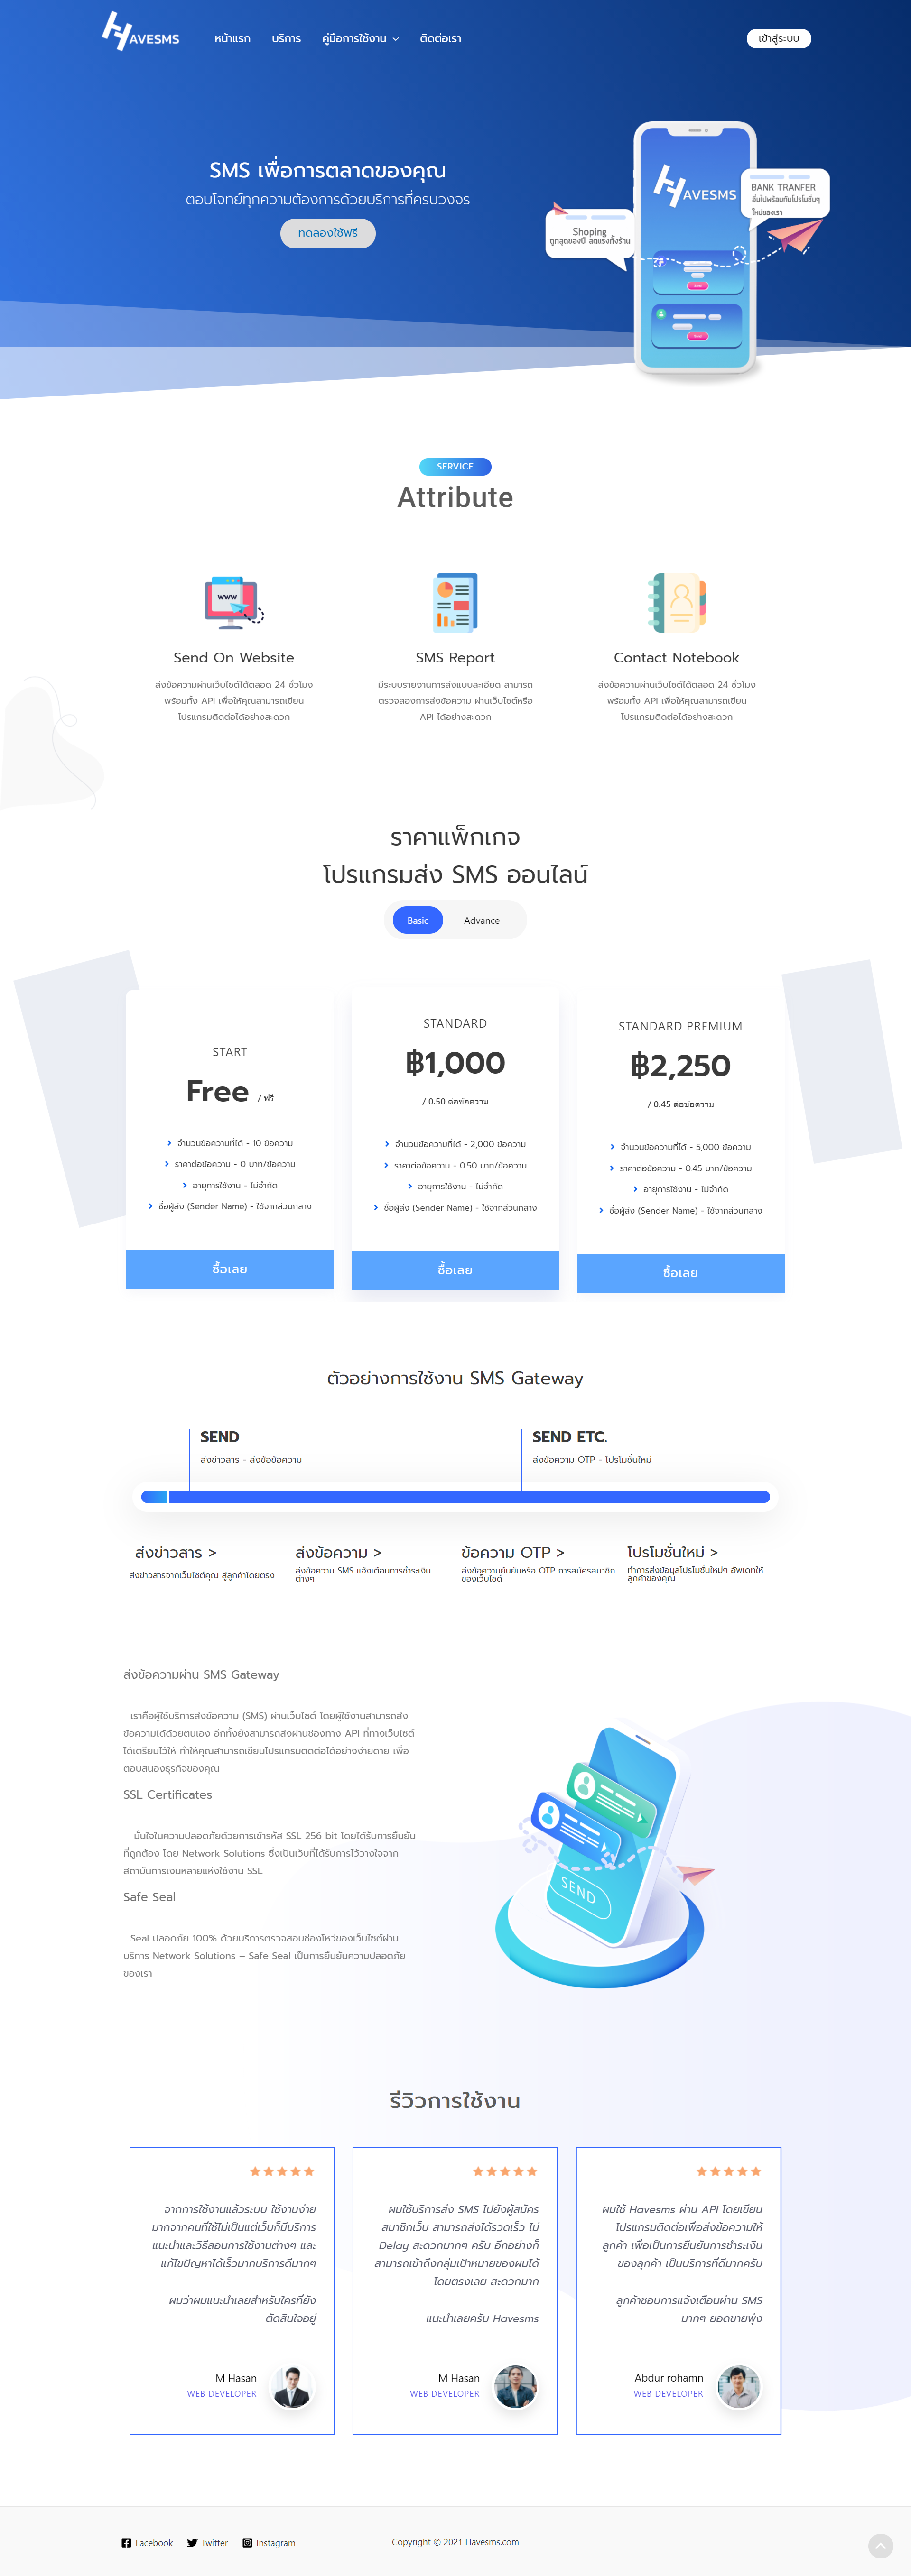 HAVESMS
หน้าแรก
บริการ
คู่มือการใช้งาน
ติดต่อเรา
เข้าสู่ระบบ
SMS เพื่อการตลาดของคุณ
ตอบโจทย์ทุกความต้องการด้วยบริการที่ครบวงจร
ทดลองใช้ฟรี
HAVESMS
BANK TRANFER
อิ่มไปพร้อมกับโปรโมชั่นๆ
ใหม่ของเรา
Shoping
ถูกสุดของปี ลดแรงทั้งร้าน
SERVICE
Attribute
www
Send On Website
ส่งข้อความผ่านเว็บไซต์ได้ตลอด 24 ชั่วโมง
พร้อมทั้ง API เพื่อให้คุณสามารถเขียน
โปรแกรมติดต่อได้อย่างสะดวก
SMS Report
มีระบบรายงานการส่งแบบละเอียด สามารถ
ตรวจสองการส่งข้อความ ผ่านเว็บไซต์หรือ
API ได้อย่างสะดวก
Contact Notebook
ส่งข้อความผ่านเว็บไซต์ได้ตลอด 24 ชั่วโมง
พร้อมทั้ง API เพื่อให้คุณสามารถเขียน
โปรแกรมติดต่อได้อย่างสะดวก
ราคาแพ็กเกจ
โปรแกรมส่ง SMS ออนไลน์
Basic
Advance
START
Free / ฟรี
จำนวนข้อความที่ได้ - 10 ข้อความ
ราคาต่อข้อความ - 0 บาท/ข้อความ
อายุการใช้งาน - ไม่จำกัด
ชื่อผู้ส่ง (Sender Name) - ใช้จากส่วนกลาง
ซื้อเลย
STANDARD
฿1,000
/ 0.50 ต่อข้อความ
จำนวนข้อความที่ได้ - 2,000 ข้อความ
ราคาต่อข้อความ - 0.50 บาท/ข้อความ
อายุการใช้งาน - ไม่จำกัด
ชื่อผู้ส่ง (Sender Name) - ใช้จากส่วนกลาง
ซื้อเลย
STANDARD PREMIUM
฿2,250
/ 0.45 ต่อข้อความ
จำนวนข้อความที่ได้ - 5,000 ข้อความ
ราคาต่อข้อความ - 0.45 บาท/ข้อความ
อายุการใช้งาน - ไม่จำกัด
ชื่อผู้ส่ง (Sender Name) - ใช้จากส่วนกลาง
ซื้อเลย
ตัวอย่างการใช้งาน SMS Gateway
SEND
ส่งข่าวสาร - ส่งข้อข้อความ
SEND ETC.
ส่งข้อความ OTP - โปรโมชั่นใหม่
ส่งข่าวสาร >
ส่งข่าวสารจากเว็บไซต์คุณ สู่ลูกค้าโดยตรง
ส่งข้อความ >
ส่งข้อความ SMS แจ้งเตือนการชำระเงิน
ต่างๆ
ข้อความ OTP >
ส่งข้อความยืนยันหรือ OTP การสมัครสมาชิก
ของเว็บไซต์
โปรโมชั่นใหม่ >
ทำการส่งข้อมูลโปรโมชั่นใหม่ๆ อัพเดทให้
ลูกค้าของคุณ
ส่งข้อความผ่าน SMS Gateway
เราคือผู้ใช้บริการส่งข้อความ (SMS) ผ่านเว็บไซต์ โดยผู้ใช้งานสามารถส่ง
ข้อความได้ด้วยตนเอง อีกทั้งยังสามารถส่งผ่านช่องทาง API ที่ทางเว็บไซต์
ได้เตรียมไว้ให้ ทำให้คุณสามารถเขียนโปรแกรมติดต่อได้อย่างง่ายดาย เพื่อ
ตอบสนองธุรกิจของคุณ
SSL Certificates
มั่นใจในความปลอดภัยด้วยการเข้ารหัส SSL 256 bit โดยได้รับการยืนยัน
ที่ถูกต้อง โดย Network Solutions ซึ่งเป็นเว็บที่ได้รับการไว้วางใจจาก
สถาบันการเงินหลายแห่งใช้งาน SSL
Safe Seal
Seal ปลอดภัย 100% ด้วยบริการตรวจสอบช่องโหว่ของเว็บไซต์ผ่าน
บริการ Network Solutions – Safe Seal เป็นการยืนยันความปลอดภัย
ของเรา
SEND
รีวิวการใช้งาน
จากการใช้งานแล้วระบบ ใช้งานง่าย
มากจากคนที่ใช้ไม่เป็นแต่เว็บก็มีบริการ
แนะนำและวิธีสอนการใช้งานต่างๆ และ
แก้ไขปัญหาได้เร็วมากบริการดีมากๆ
ผมว่าผมแนะนำเลยสำหรับใครที่ยัง
ตัดสินใจอยู่
M Hasan
WEB DEVELOPER
ผมใช้บริการส่ง SMS ไปยังผู้สมัคร
สมาชิกเว็บ สามารถส่งได้รวดเร็ว ไม่
Delay สะดวกมากๆ ครับ อีกอย่างก็
สามารถเข้าถึงกลุ่มเป้าหมายของผมได้
โดยตรงเลย สะดวกมาก
แนะนำเลยครับ Havesms
M Hasan
WEB DEVELOPER
ผมใช้ Havesms ผ่าน API โดยเขียน
โปรแกรมติดต่อเพื่อส่งข้อความให้
ลูกค้า เพื่อเป็นการยืนยันการชำระเงิน
ของลุกค้า เป็นบริการที่ดีมากครับ
ลูกค้าชอบการแจ้งเตือนผ่าน SMS
มากๆ ยอดขายพุ่ง
Abdur rohamn
WEB DEVELOPER
Facebook
Twitter
Instagram
Copyright © 2021 Havesms.com